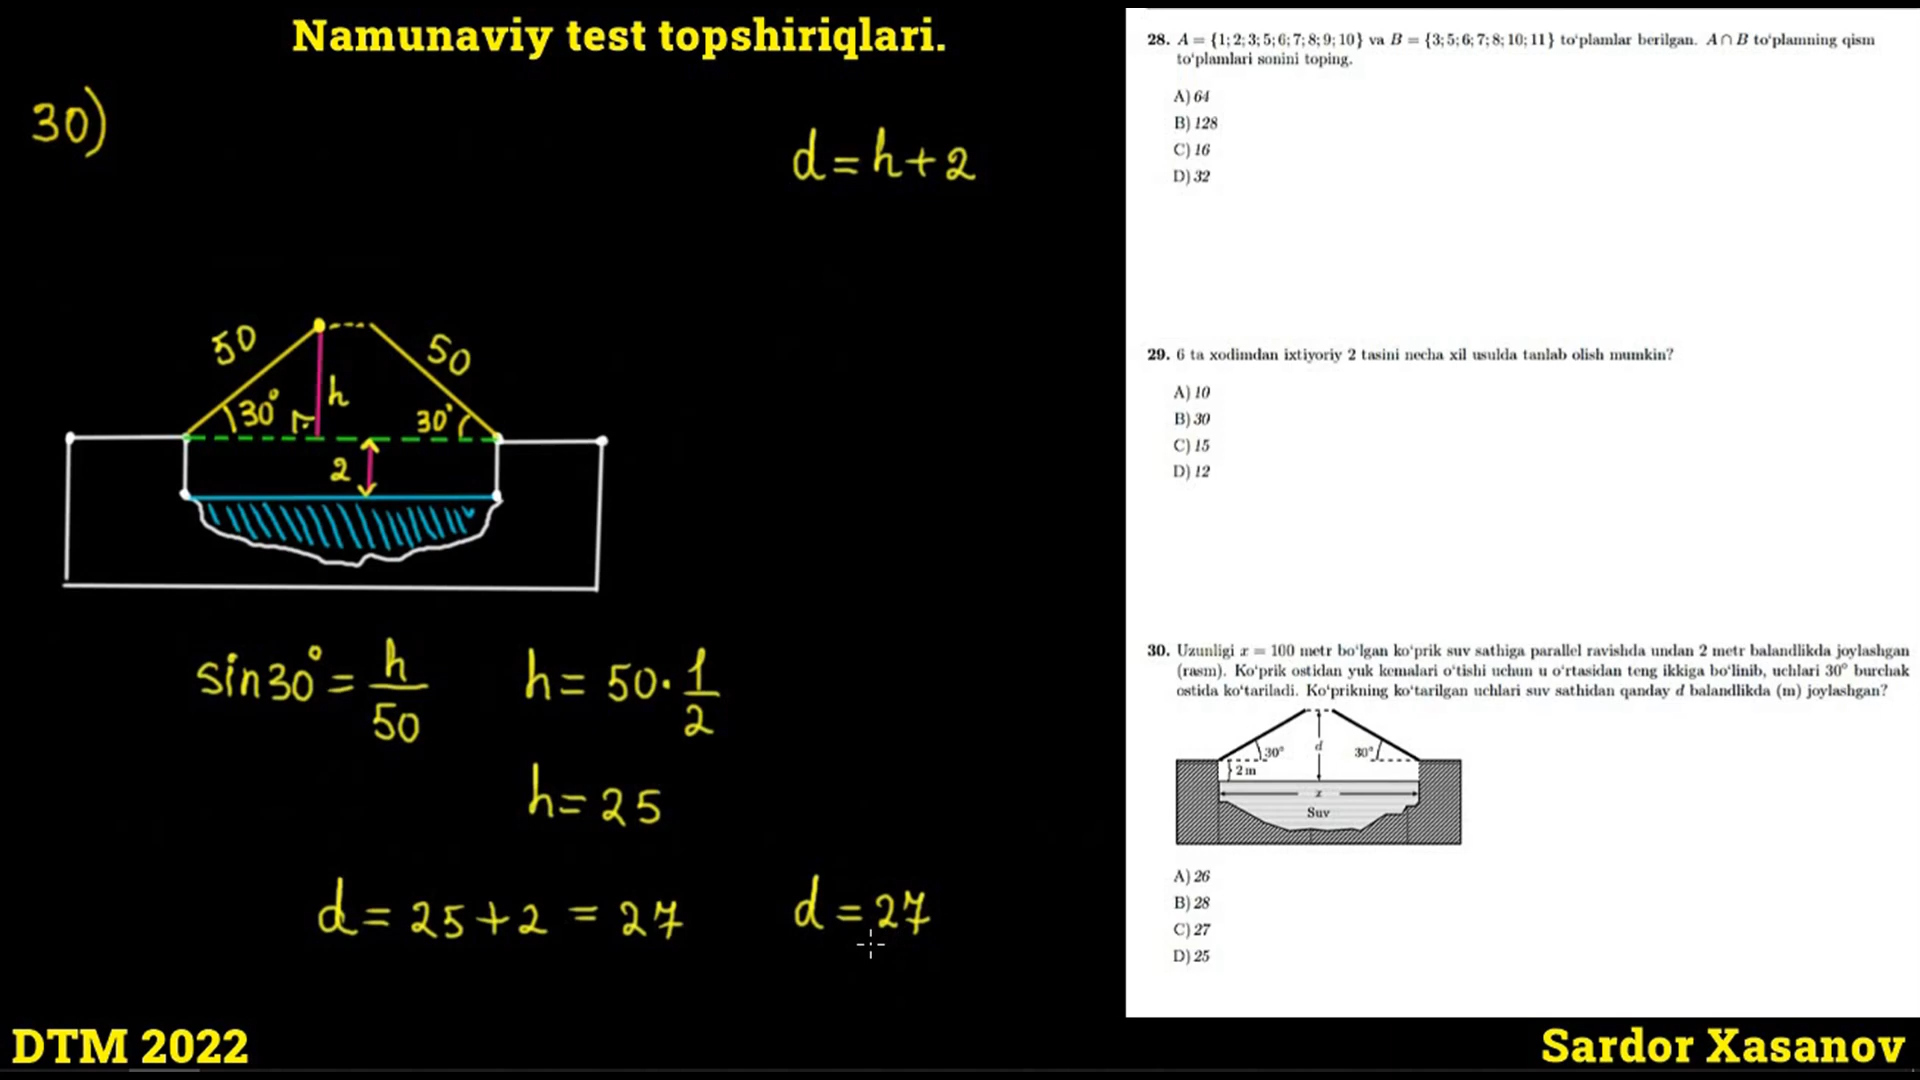 Namunaviy test topshiriqlari.
30)
d = h + 2
50
50
h
30°
30°
2
sin30° = h/50
h = 50 · 1/2
h = 25
d = 25 + 2 = 27
d = 27
DTM 2022
28. A = {1; 2; 3; 5; 6; 7; 8; 9; 10} va B = {3; 5; 6; 7; 8; 10; 11} to‘plamlar berilgan. A ∩ B to‘plamning qism
to‘plamlari sonini toping.
A) 64
B) 128
C) 16
D) 32
29. 6 ta xodimdan ixtiyoriy 2 tasini necha xil usulda tanlab olish mumkin?
A) 10
B) 30
C) 15
D) 12
30. Uzunligi x = 100 metr bo‘lgan ko‘prik suv sathiga parallel ravishda undan 2 metr balandlikda joylashgan
(rasm). Ko‘prik ostidan yuk kemalari o‘tishi uchun u o‘rtasidan teng ikkiga bo‘linib, uchlari 30° burchak
ostida ko‘tariladi. Ko‘prikning ko‘tarilgan uchlari suv sathidan qanday d balandlikda (m) joylashgan?
30°
d
30°
2 m
x
Suv
A) 26
B) 28
C) 27
D) 25
Sardor Xasanov